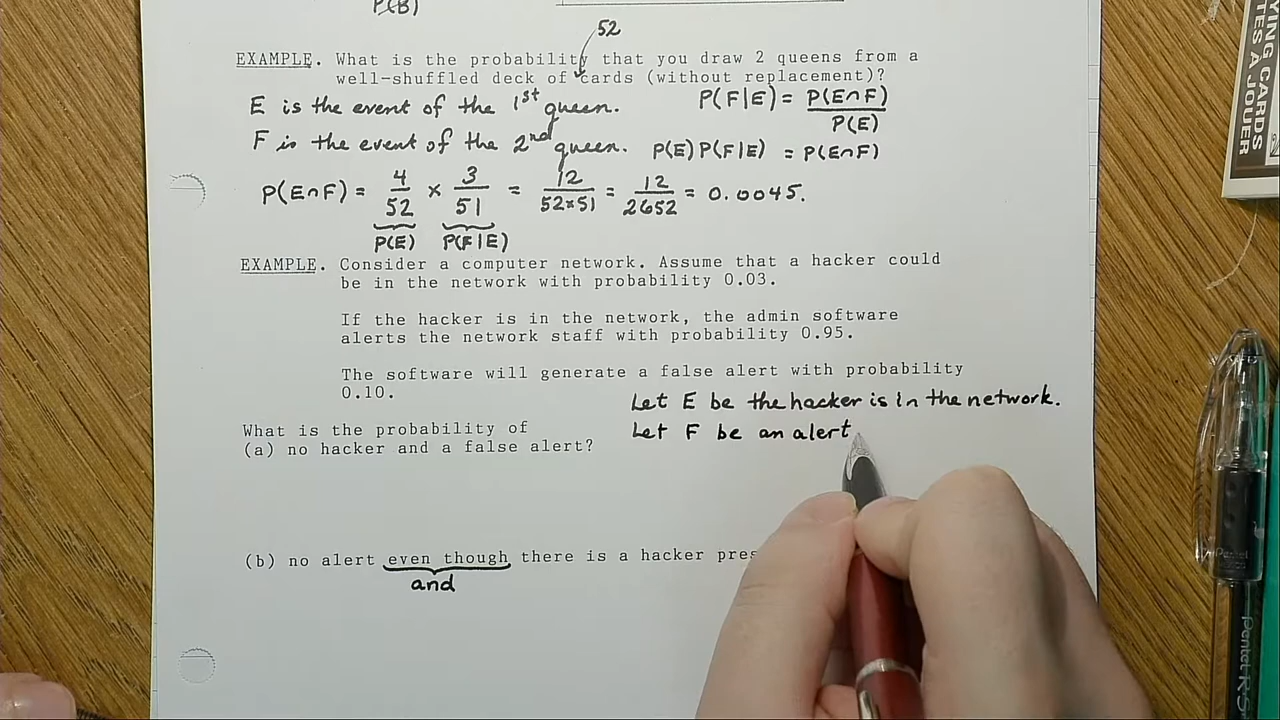 P(B)
52
EXAMPLE. What is the probability that you draw 2 queens from a
well-shuffled deck of cards (without replacement)?
E is the event of the 1st queen. P(F|E) = P(E∩F) / P(E)
F is the event of the 2nd queen. P(E)P(F|E) = P(E∩F)
P(E∩F) = 4/52 × 3/51 = 12/52×51 = 12/2652 = 0.0045.
P(E) P(F|E)
EXAMPLE. Consider a computer network. Assume that a hacker could
be in the network with probability 0.03.
If the hacker is in the network, the admin software
alerts the network staff with probability 0.95.
The software will generate a false alert with probability
0.10.
Let E be the hacker is in the network.
What is the probability of
Let F be an alert
(a) no hacker and a false alert?
(b) no alert even though there is a hacker pres
and
YING CARDS
TES A JOUER
Pentel
Pentel R.S